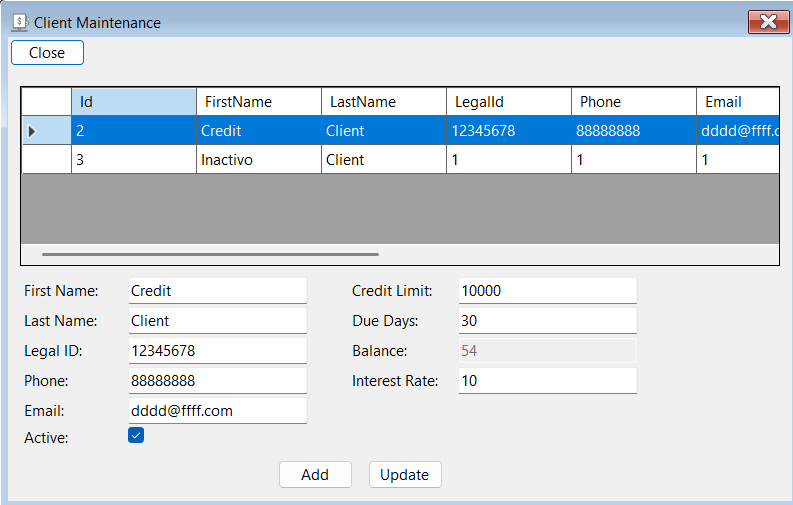 Client Maintenance
Close
Id FirstName LastName LegalId Phone Email
2 Credit Client 12345678 88888888 dddd@ffff.c
3 Inactivo Client 1 1 1
First Name: Credit Credit Limit: 10000
Last Name: Client Due Days: 30
Legal ID: 12345678 Balance: 54
Phone: 88888888 Interest Rate: 10
Email: dddd@ffff.com
Active:
Add Update